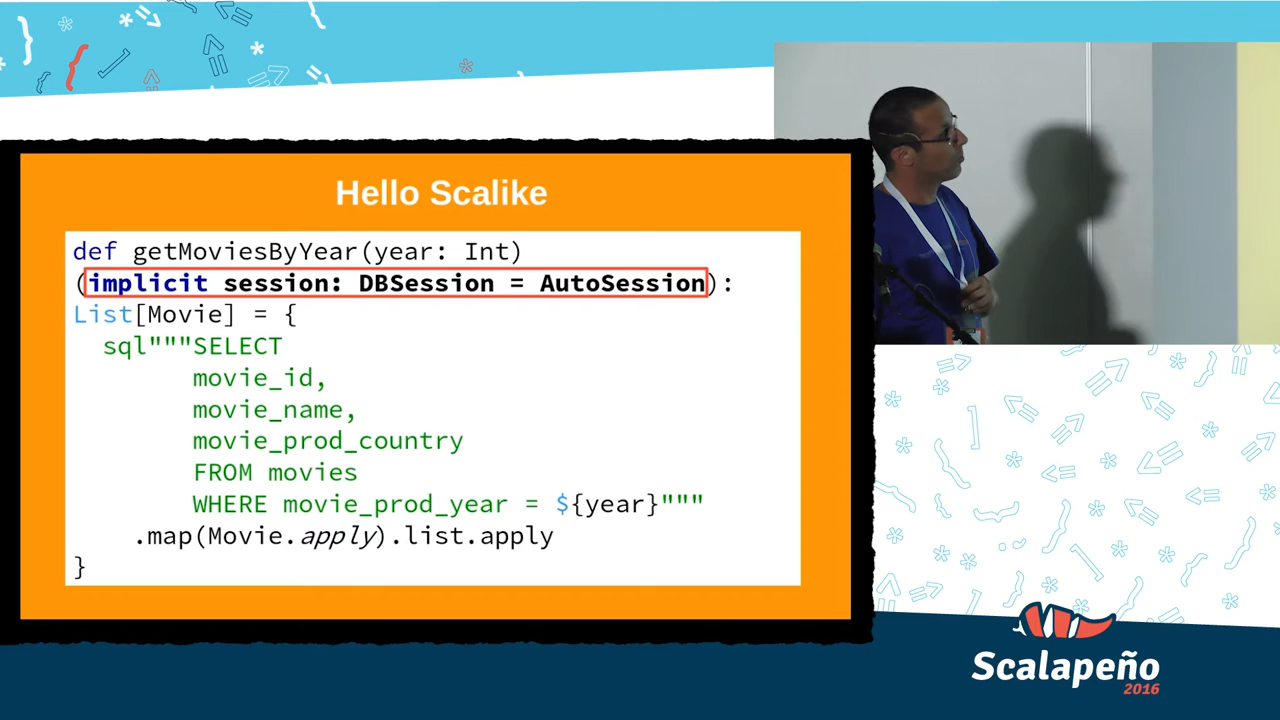 Hello Scalike
def getMoviesByYear(year: Int)
(implicit session: DBSession = AutoSession):
List[Movie] = {
sql"""SELECT
movie_id,
movie_name,
movie_prod_country
FROM movies
WHERE movie_prod_year = ${year}"""
.map(Movie.apply).list.apply
}
Scalapeño
2016